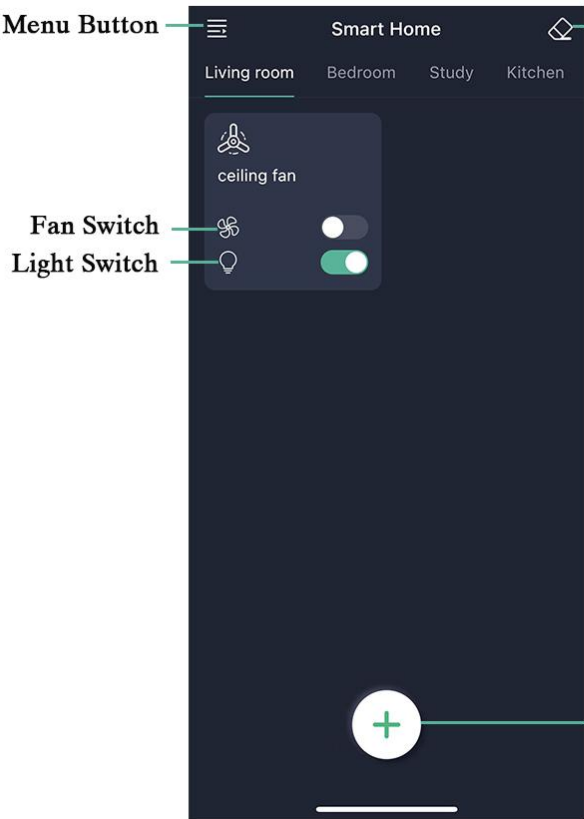 Menu Button
Smart Home
Living room Bedroom Study Kitchen
ceiling fan
Fan Switch
Light Switch